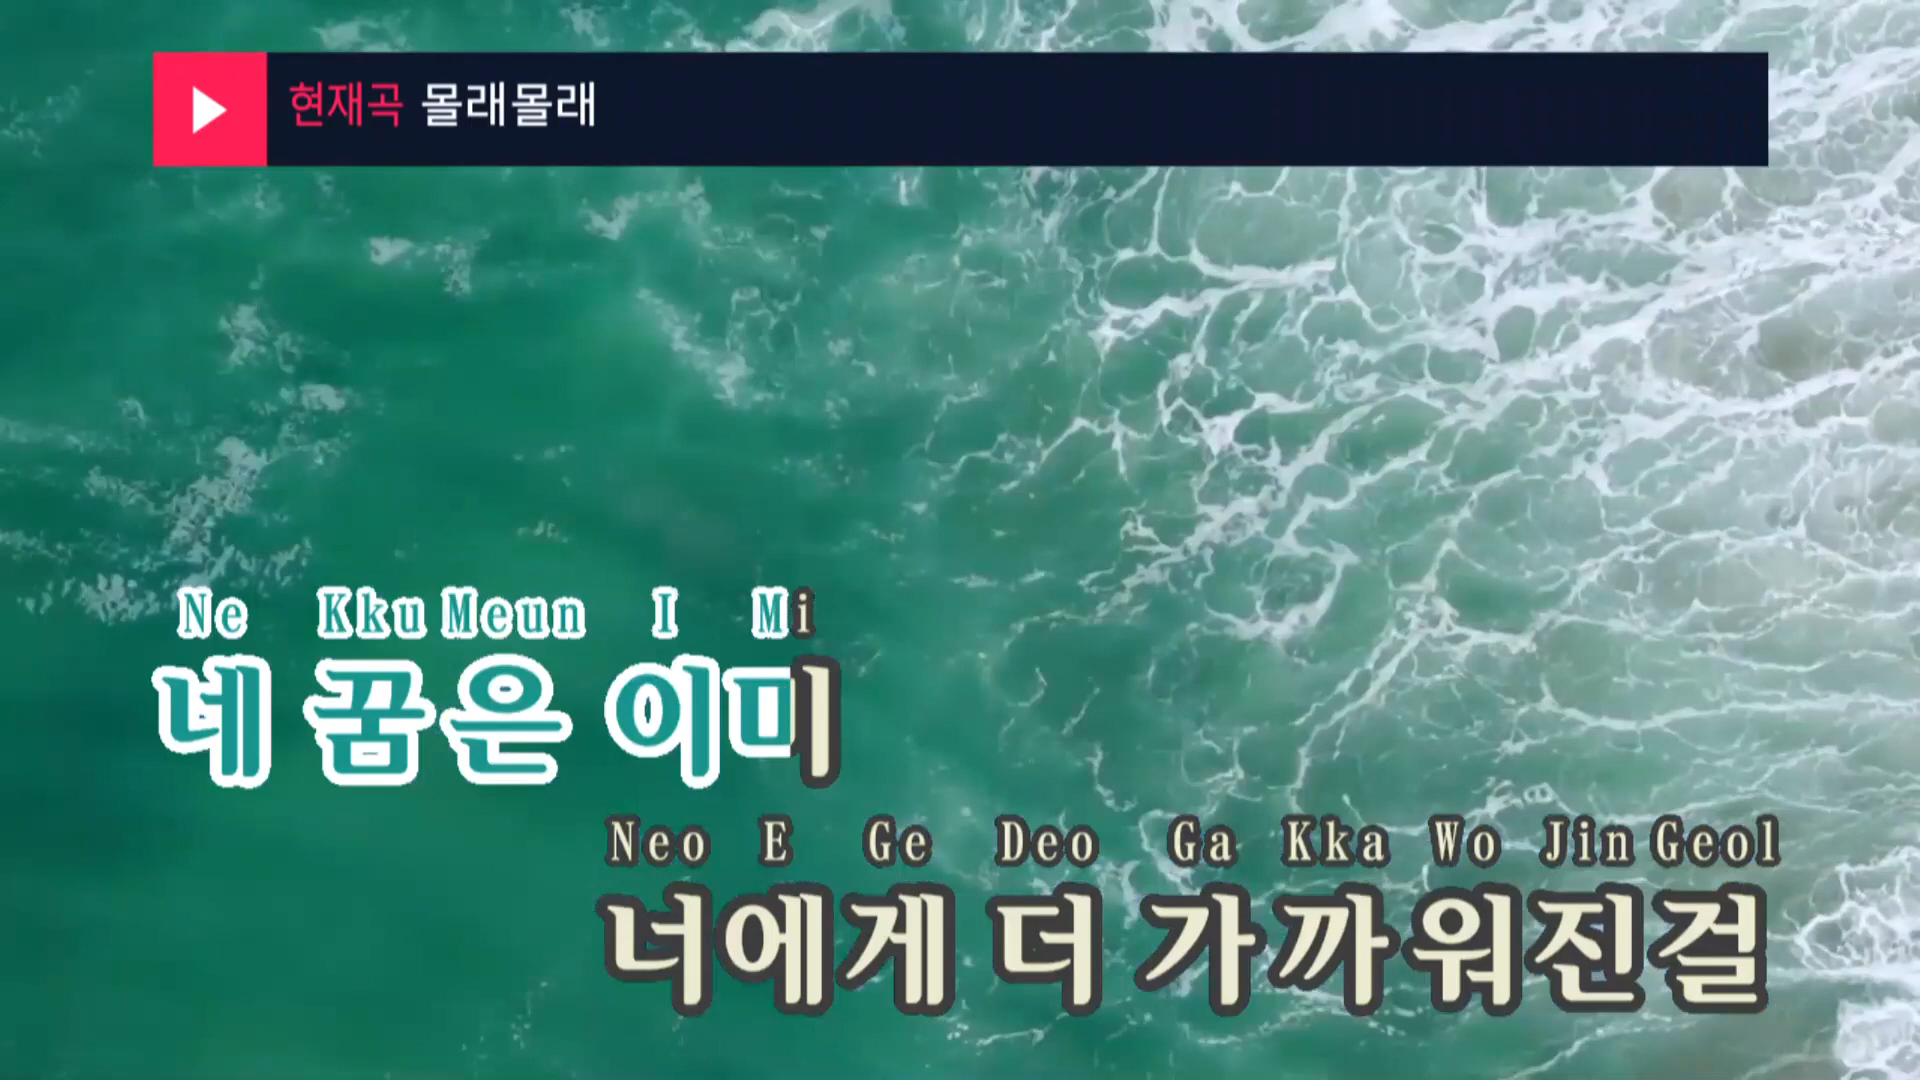 현재곡 몰래몰래
Ne Kku Meun I Mi
네 꿈은 이미
Neo E Ge Deo Ga Kka Wo Jin Geol
너에게 더 가까워진걸